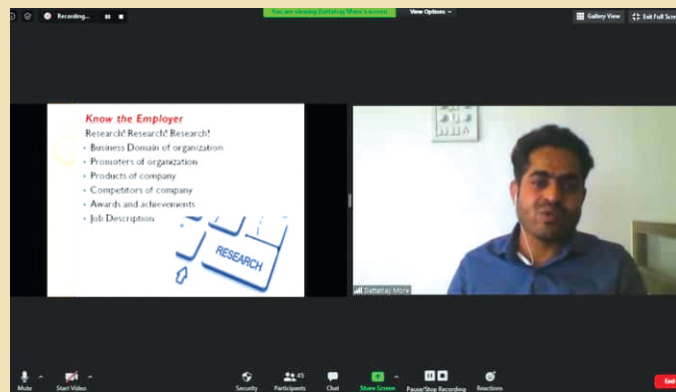 Recording...
You are viewing Dattatray More's screen
View Options
Gallery View
Exit Full Scre
Know the Employer
Research! Research! Research!
• Business Domain of organization
• Promoters of organization
• Products of company
• Competitors of company
• Awards and achievements
• Job Description
RESEARCH
Dattatray More
Mute
Start Video
Security
Participants
45
Chat
Share Screen
Pause/Stop Recording
Reactions
End